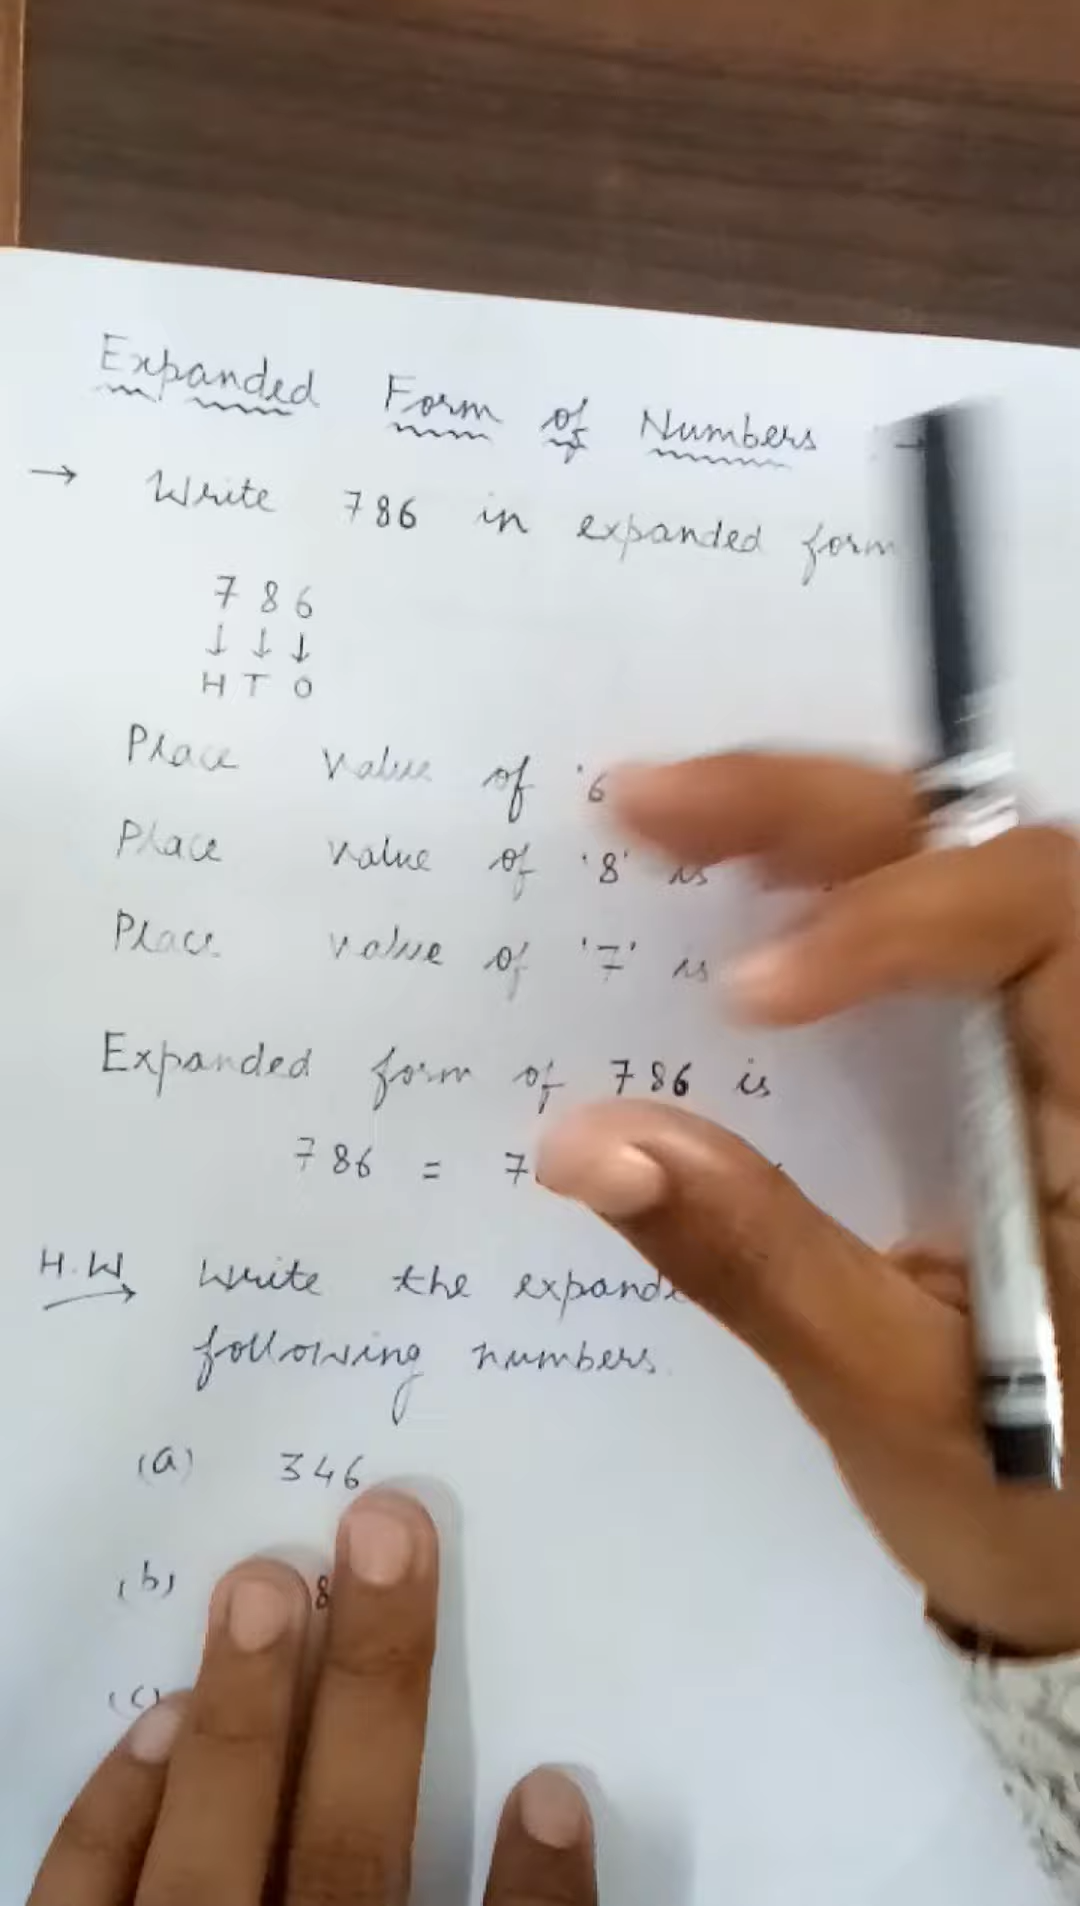 Expanded Form of Numbers →
→ Write 786 in expanded form
7 8 6
↓ ↓ ↓
H T O
Place value of '6
Place value of '8' is
Place value of '7' is
Expanded form of 786 is
786 = 7
H.W Write the
following numbers.
(a) 346
(b) 8
(c)